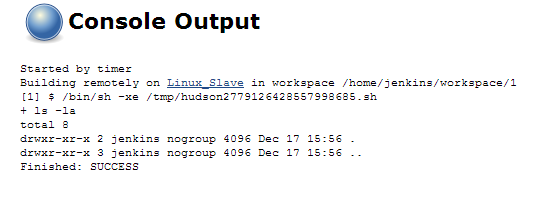 Console Output
Started by timer
Building remotely on Linux_Slave in workspace /home/jenkins/workspace/1
[1] $ /bin/sh -xe /tmp/hudson2779126428557998685.sh
+ ls -la
total 8
drwxr-xr-x 2 jenkins nogroup 4096 Dec 17 15:56 .
drwxr-xr-x 3 jenkins nogroup 4096 Dec 17 15:56 ..
Finished: SUCCESS